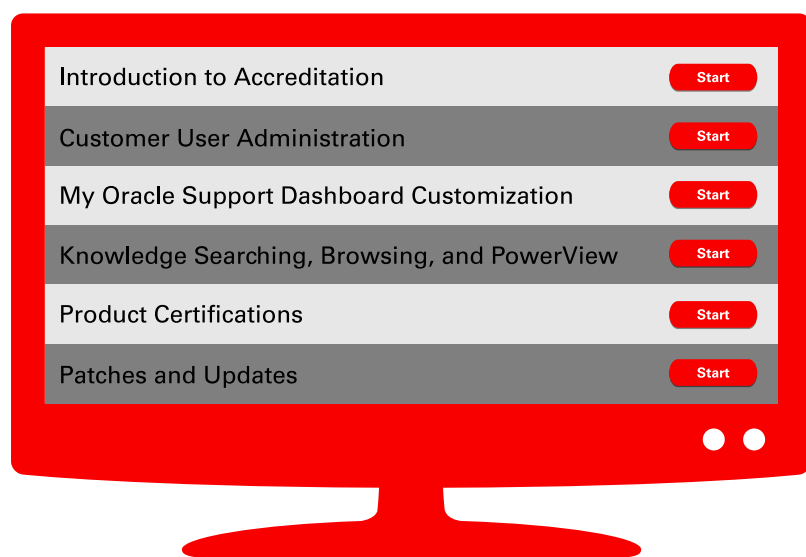 Introduction to Accreditation Start
Customer User Administration Start
My Oracle Support Dashboard Customization Start
Knowledge Searching, Browsing, and PowerView Start
Product Certifications Start
Patches and Updates Start